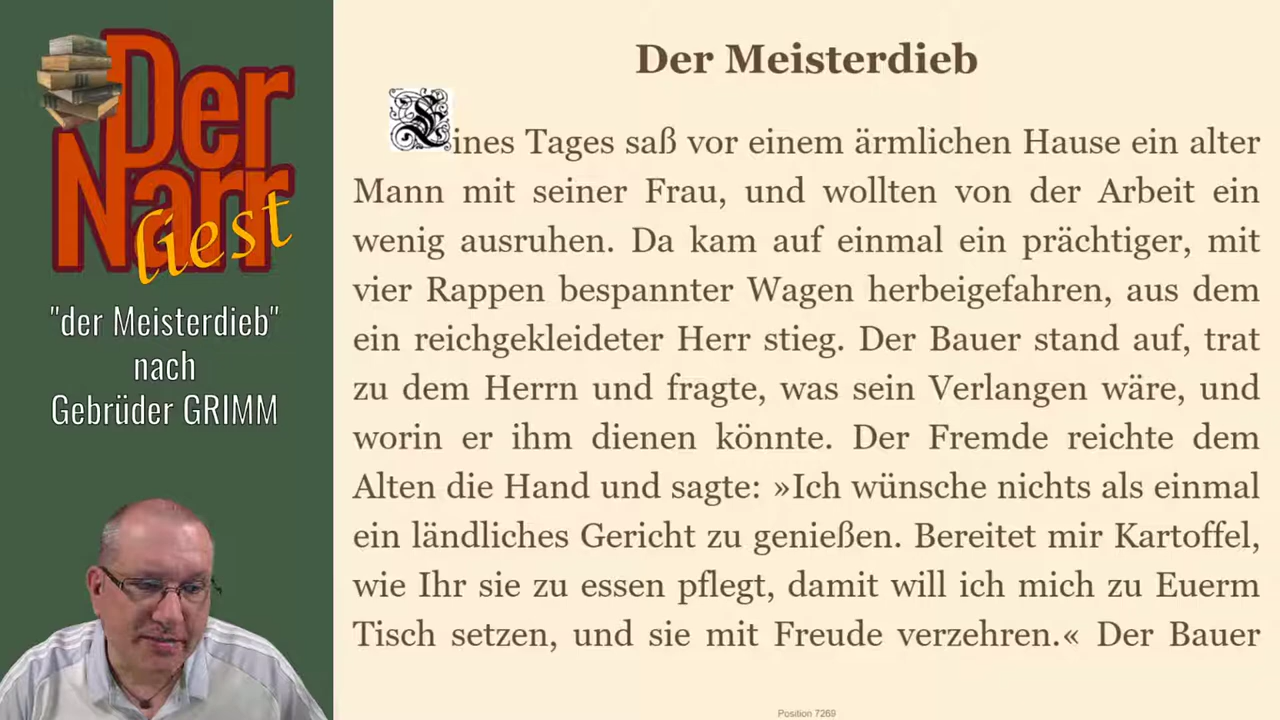 Der
Narr
liest
"der Meisterdieb"
nach
Gebrüder GRIMM
Der Meisterdieb
Eines Tages saß vor einem ärmlichen Hause ein alter
Mann mit seiner Frau, und wollten von der Arbeit ein
wenig ausruhen. Da kam auf einmal ein prächtiger, mit
vier Rappen bespannter Wagen herbeigefahren, aus dem
ein reichgekleideter Herr stieg. Der Bauer stand auf, trat
zu dem Herrn und fragte, was sein Verlangen wäre, und
worin er ihm dienen könnte. Der Fremde reichte dem
Alten die Hand und sagte: »Ich wünsche nichts als einmal
ein ländliches Gericht zu genießen. Bereitet mir Kartoffel,
wie Ihr sie zu essen pflegt, damit will ich mich zu Euerm
Tisch setzen, und sie mit Freude verzehren.« Der Bauer
Position 7269